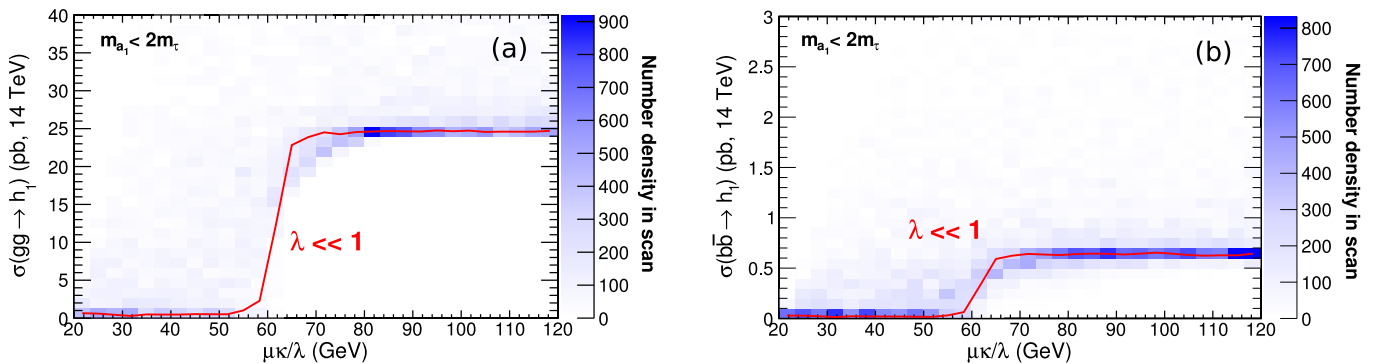 m_{a_1} < 2m_τ
(a)
λ << 1
σ(gg → h_1) (pb, 14 TeV)
40
35
30
25
20
15
10
5
0
20 30 40 50 60 70 80 90 100 110 120
μκ/λ (GeV)
900
800
700
600
500
400
300
200
100
0
Number density in scan
m_{a_1} < 2m_τ
(b)
λ << 1
σ(bb̅ → h_1) (pb, 14 TeV)
3
2.5
2
1.5
1
0.5
0
20 30 40 50 60 70 80 90 100 110 120
μκ/λ (GeV)
800
700
600
500
400
300
200
100
0
Number density in scan